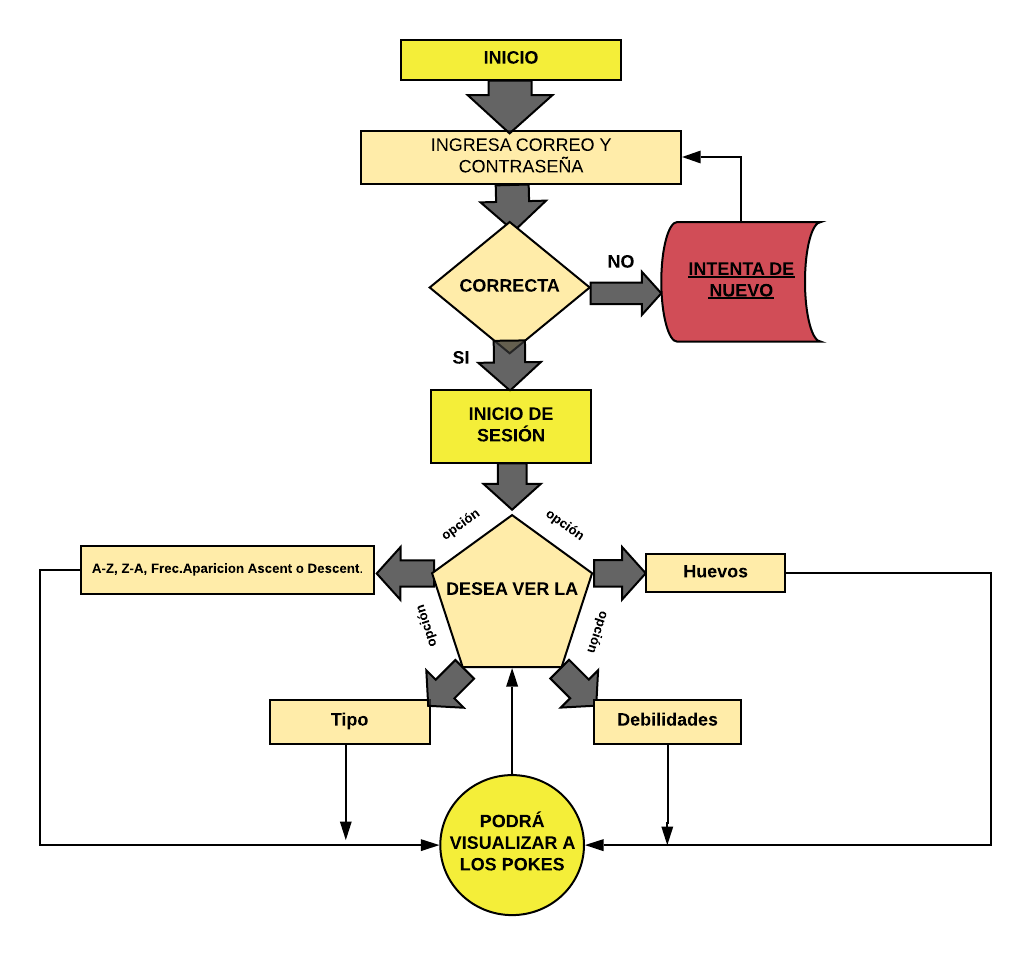 INICIO
INGRESA CORREO Y
CONTRASEÑA
CORRECTA
NO
INTENTA DE
NUEVO
SI
INICIO DE
SESIÓN
opción
opción
A-Z, Z-A, Frec.Aparicion Ascent o Descent.
DESEA VER LA
Huevos
opción
opción
Tipo
Debilidades
PODRÁ
VISUALIZAR A
LOS POKES